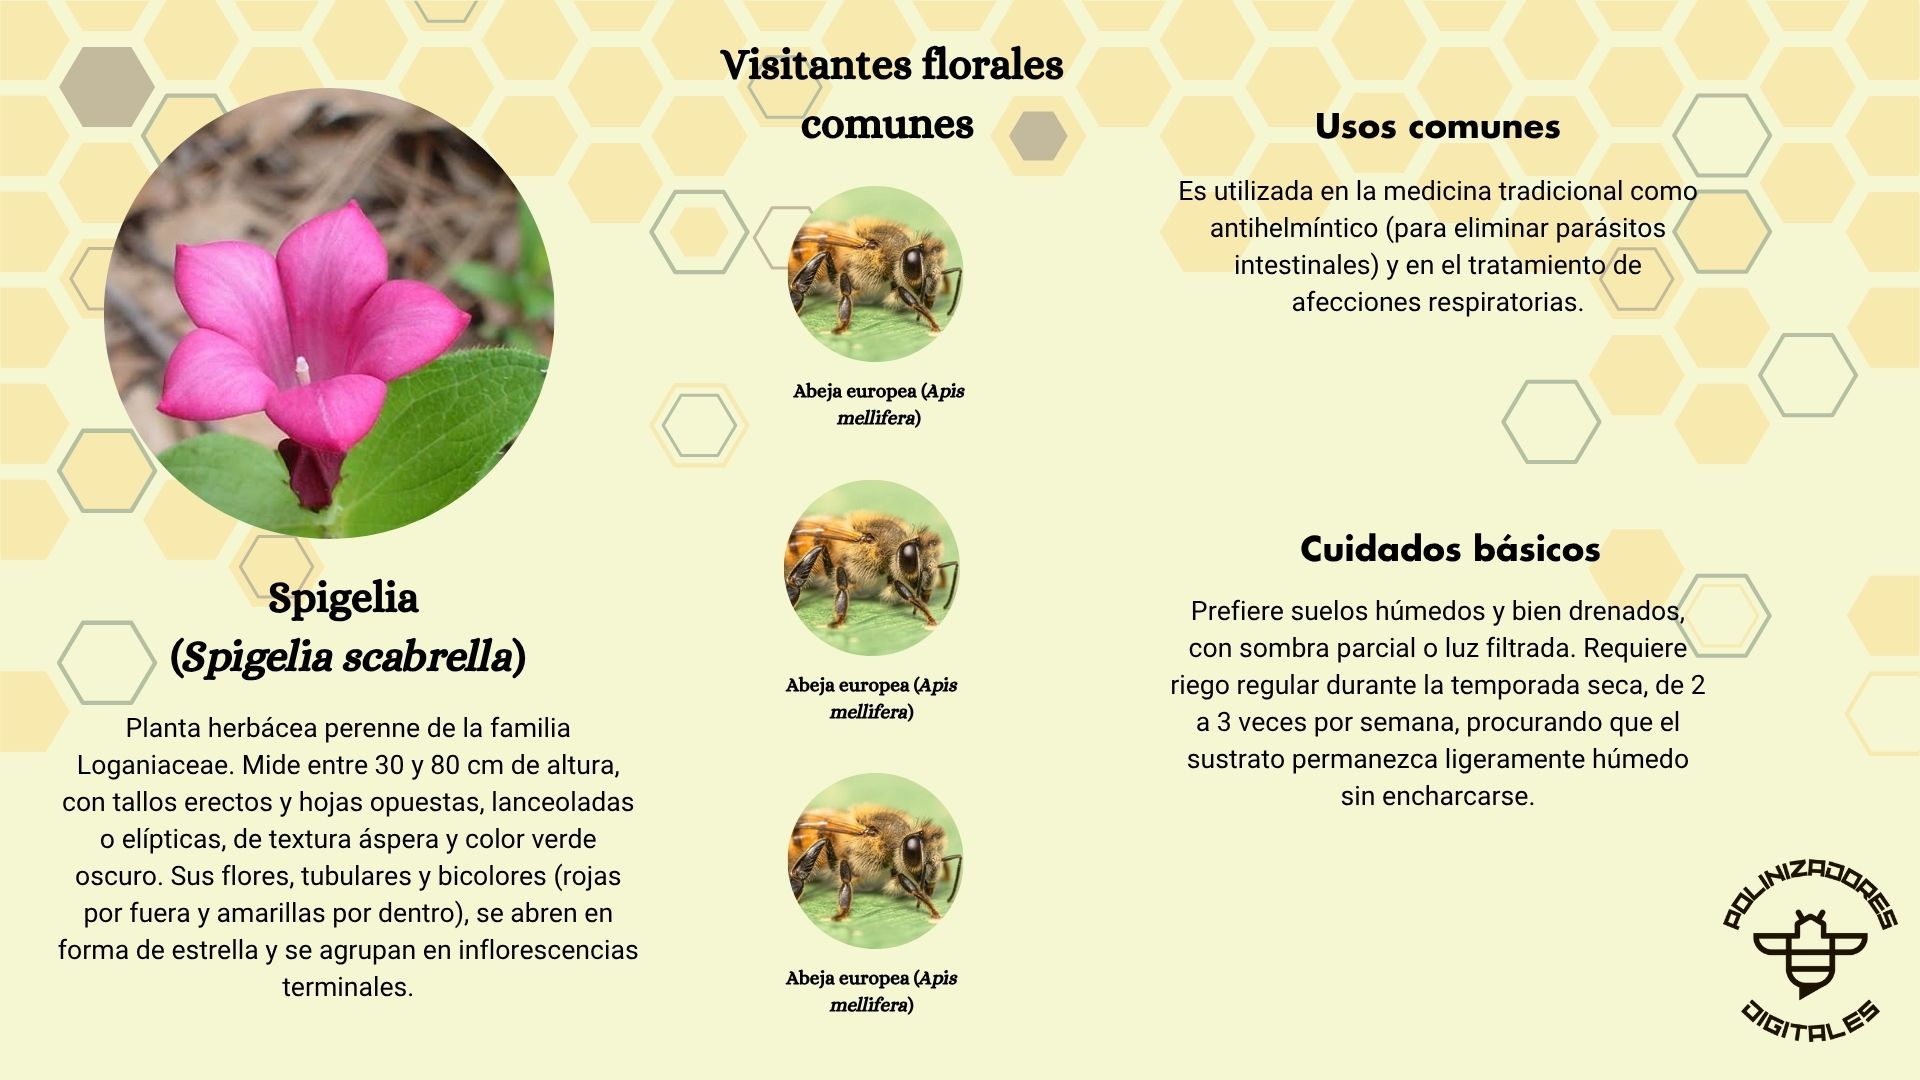 Visitantes florales
comunes
Spigelia
(Spigelia scabrella)
Planta herbácea perenne de la familia
Loganiaceae. Mide entre 30 y 80 cm de altura,
con tallos erectos y hojas opuestas, lanceoladas
o elípticas, de textura áspera y color verde
oscuro. Sus flores, tubulares y bicolores (rojas
por fuera y amarillas por dentro), se abren en
forma de estrella y se agrupan en inflorescencias
terminales.
Abeja europea (Apis
mellifera)
Abeja europea (Apis
mellifera)
Abeja europea (Apis
mellifera)
Usos comunes
Es utilizada en la medicina tradicional como
antihelmíntico (para eliminar parásitos
intestinales) y en el tratamiento de
afecciones respiratorias.
Cuidados básicos
Prefiere suelos húmedos y bien drenados,
con sombra parcial o luz filtrada. Requiere
riego regular durante la temporada seca, de 2
a 3 veces por semana, procurando que el
sustrato permanezca ligeramente húmedo
sin encharcarse.
POLINIZADORES
DIGITALES